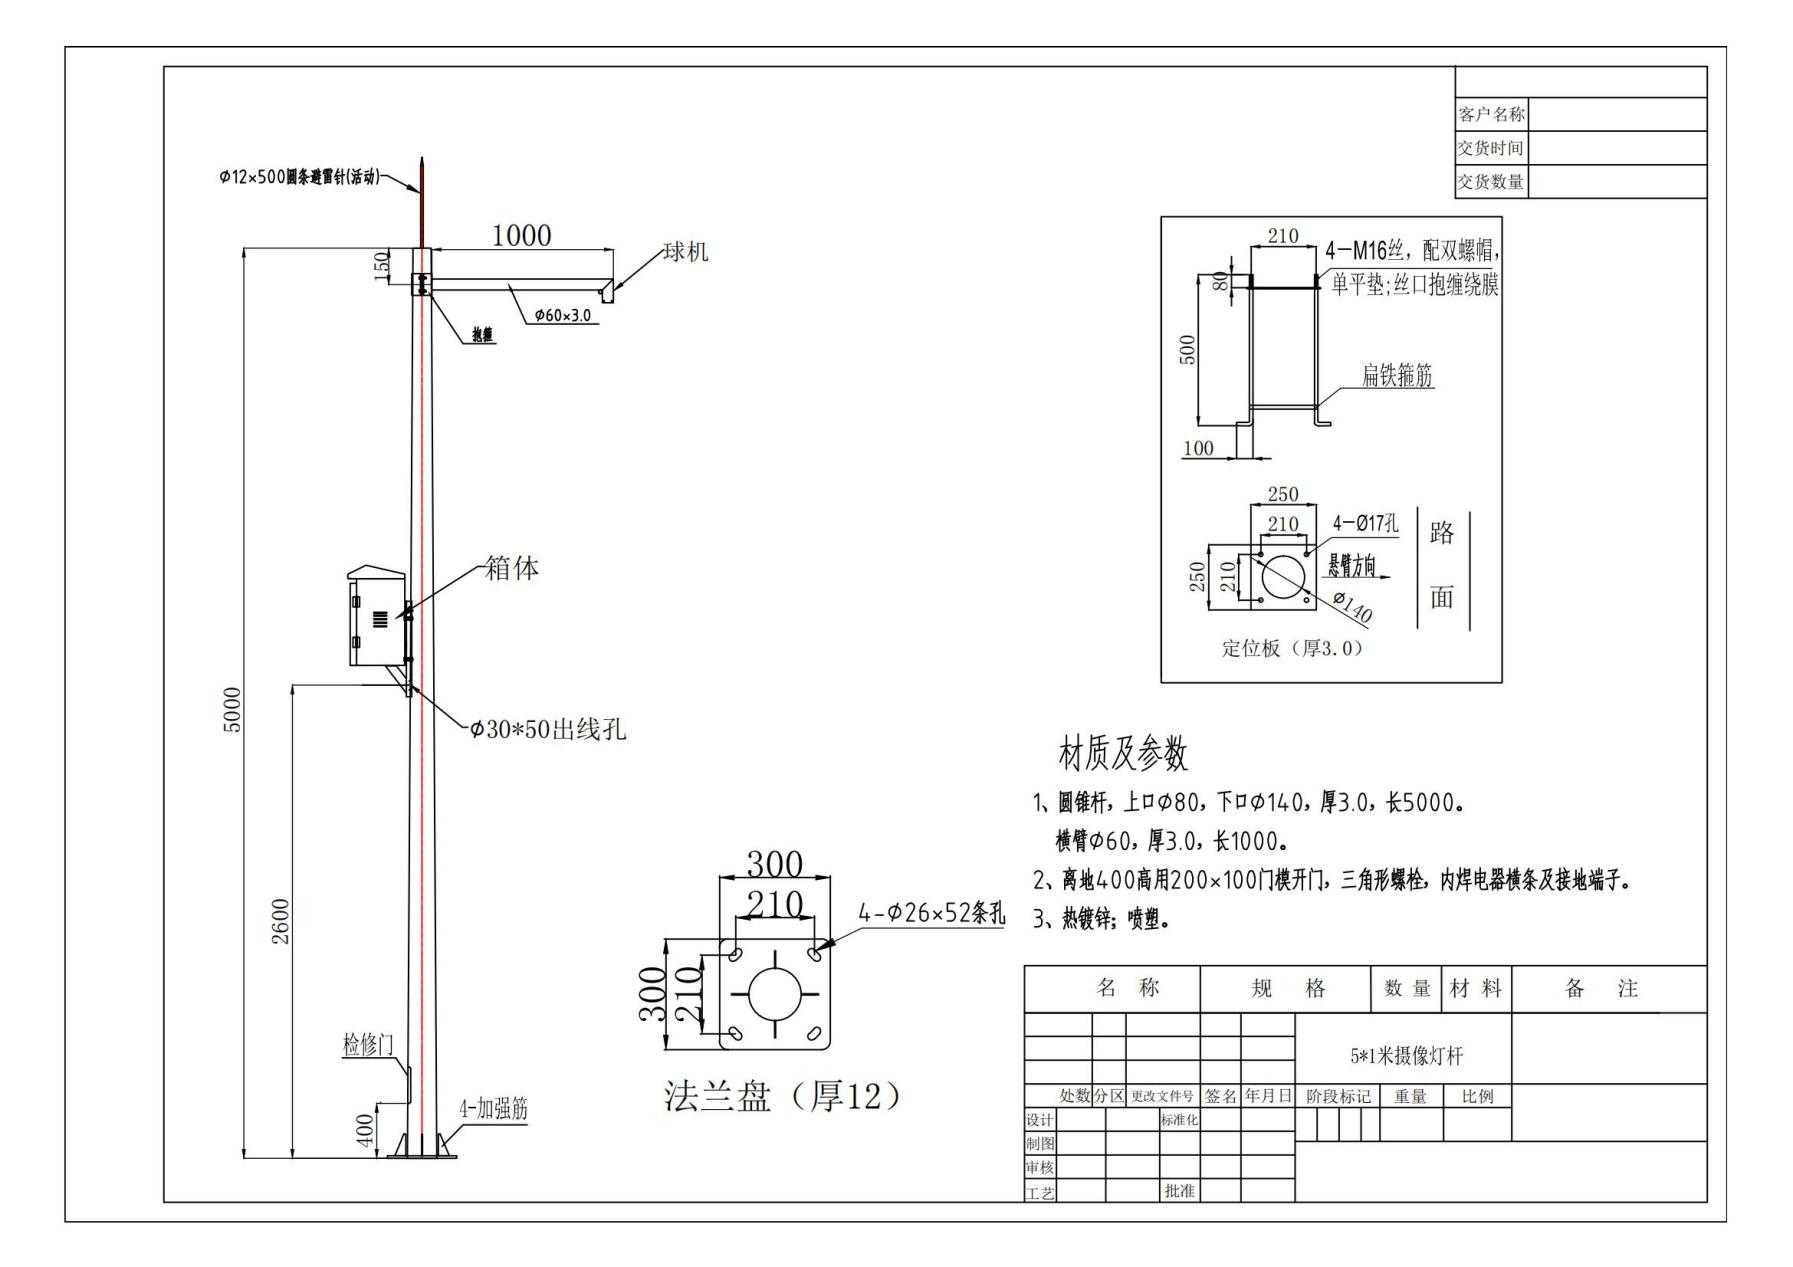 客户名称
交货时间
交货数量
Φ12×500圆条避雷针(活动)
1000
球机
150
Φ60×3.0
抱箍
5000
箱体
Φ30*50出线孔
2600
检修门
400
4-加强筋
210
4-M16丝，配双螺帽，
单平垫;丝口抱缠绕膜
80
500
扁铁箍筋
100
250
210
4-Ø17孔
悬臂方向
250
210
Φ140
路
面
定位板（厚3.0）
材质及参数
1、圆锥杆，上口Φ80，下口Φ140，厚3.0，长5000。
横臂Φ60，厚3.0，长1000。
2、离地400高用200×100门模开门，三角形螺栓，内焊电器横条及接地端子。
3、热镀锌；喷塑。
300
210
4-Φ26×52条孔
300
210
法兰盘（厚12）
名 称 规 格 数量 材料 备 注
5*1米摄像灯杆
处数 分区 更改文件号 签名 年月日 阶段标记 重量 比例
设计 标准化
制图
审核
工艺 批准